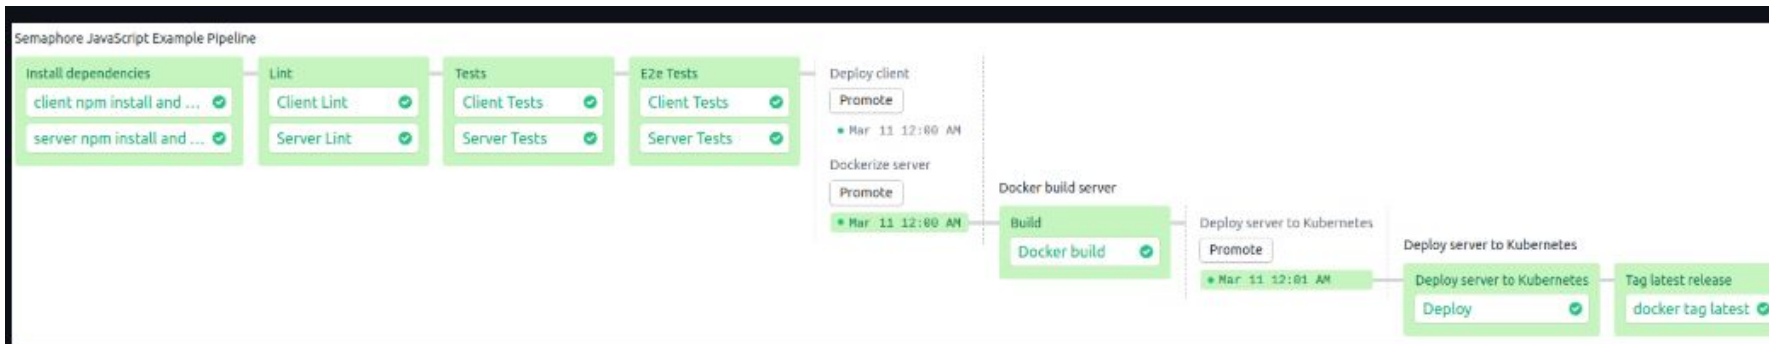 Semaphore JavaScript Example Pipeline
Install dependencies
client npm install and ...
server npm install and ...
Lint
Client Lint
Server Lint
Tests
Client Tests
Server Tests
E2e Tests
Client Tests
Server Tests
Deploy client
Promote
Mar 11 12:00 AM
Dockerize server
Promote
Mar 11 12:00 AM
Docker build server
Build
Docker build
Deploy server to Kubernetes
Promote
Mar 11 12:01 AM
Deploy server to Kubernetes
Deploy server to Kubernetes
Deploy
Tag latest release
docker tag latest